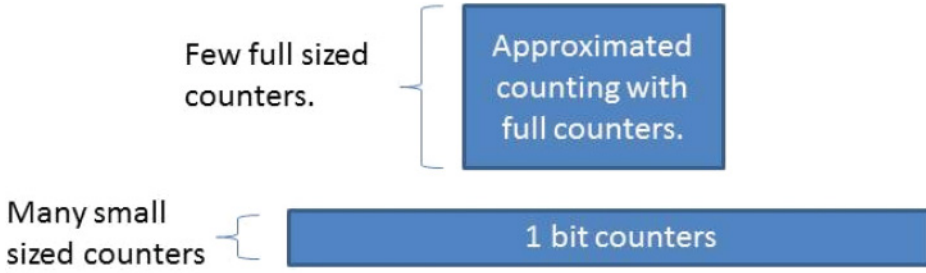 Few full sized
counters.
Approximated
counting with
full counters.
Many small
sized counters
1 bit counters